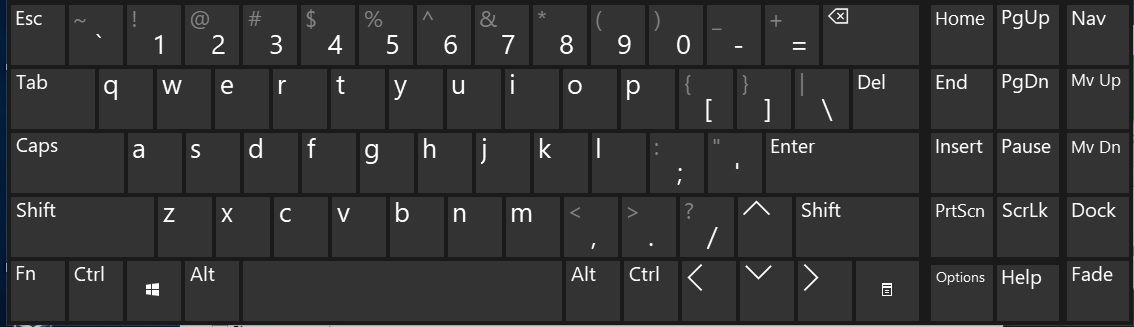 Esc ~ ` ! 1 @ 2 # 3 $ 4 % 5 ^ 6 & 7 * 8 ( 9 ) 0 _ - + = Home PgUp Nav
Tab q w e r t y u i o p { [ } ] | \ Del End PgDn Mv Up
Caps a s d f g h j k l : ; " ' Enter Insert Pause Mv Dn
Shift z x c v b n m < , > . ? / Shift PrtScn ScrLk Dock
Fn Ctrl Alt Alt Ctrl Options Help Fade